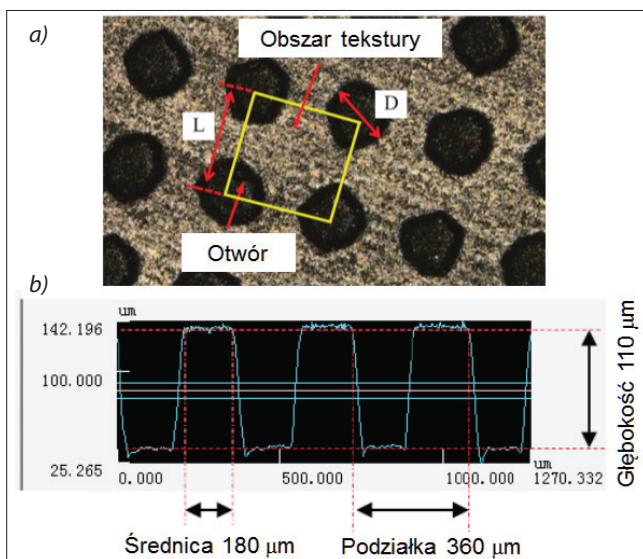 a)
Obszar tekstury
L
D
Otwór
b)
um
142.196
100.000
25.265
0.000
500.000
1000.000
um
1270.332
Głębokość 110 µm
Średnica 180 µm
Podziałka 360 µm